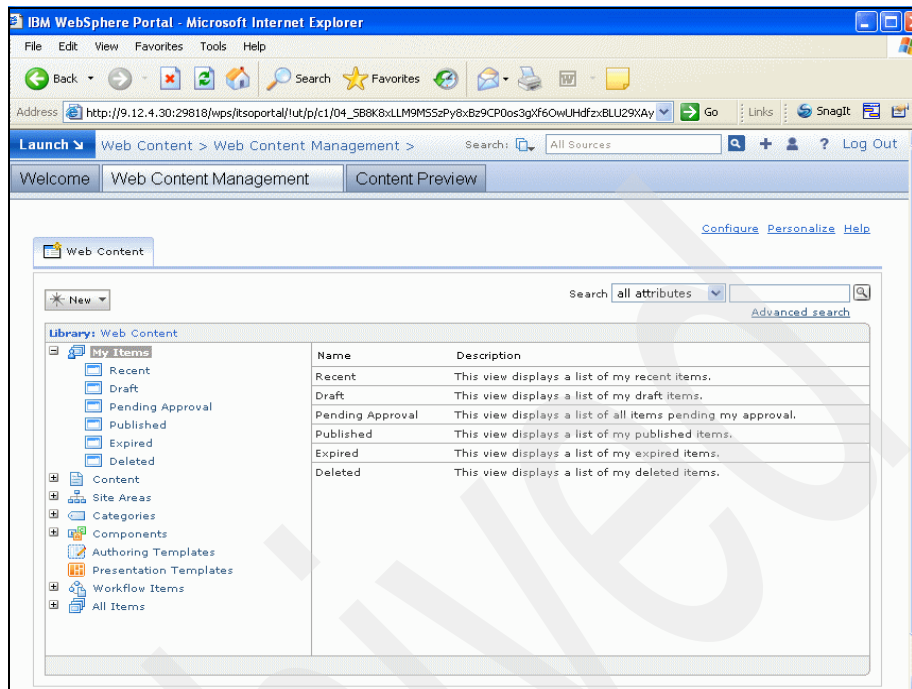 IBM WebSphere Portal - Microsoft Internet Explorer
File Edit View Favorites Tools Help
Back Search Favorites
Address http://9.12.4.30:29818/wps/itsoportal/!ut/p/c1/04_SB8K8xLLM9MSSzPy8xBz9CP0os3gXf6OwUHdfzxBLU29XAy Go Links SnagIt
Launch Web Content > Web Content Management > Search: All Sources ? Log Out
Welcome Web Content Management Content Preview
Configure Personalize Help
Web Content
New Search all attributes
Advanced search
Library: Web Content
My Items Name Description
Recent Recent This view displays a list of my recent items.
Draft Draft This view displays a list of my draft items.
Pending Approval Pending Approval This view displays a list of all items pending my approval.
Published Published This view displays a list of my published items.
Expired Expired This view displays a list of my expired items.
Deleted Deleted This view displays a list of my deleted items.
Content
Site Areas
Categories
Components
Authoring Templates
Presentation Templates
Workflow Items
All Items